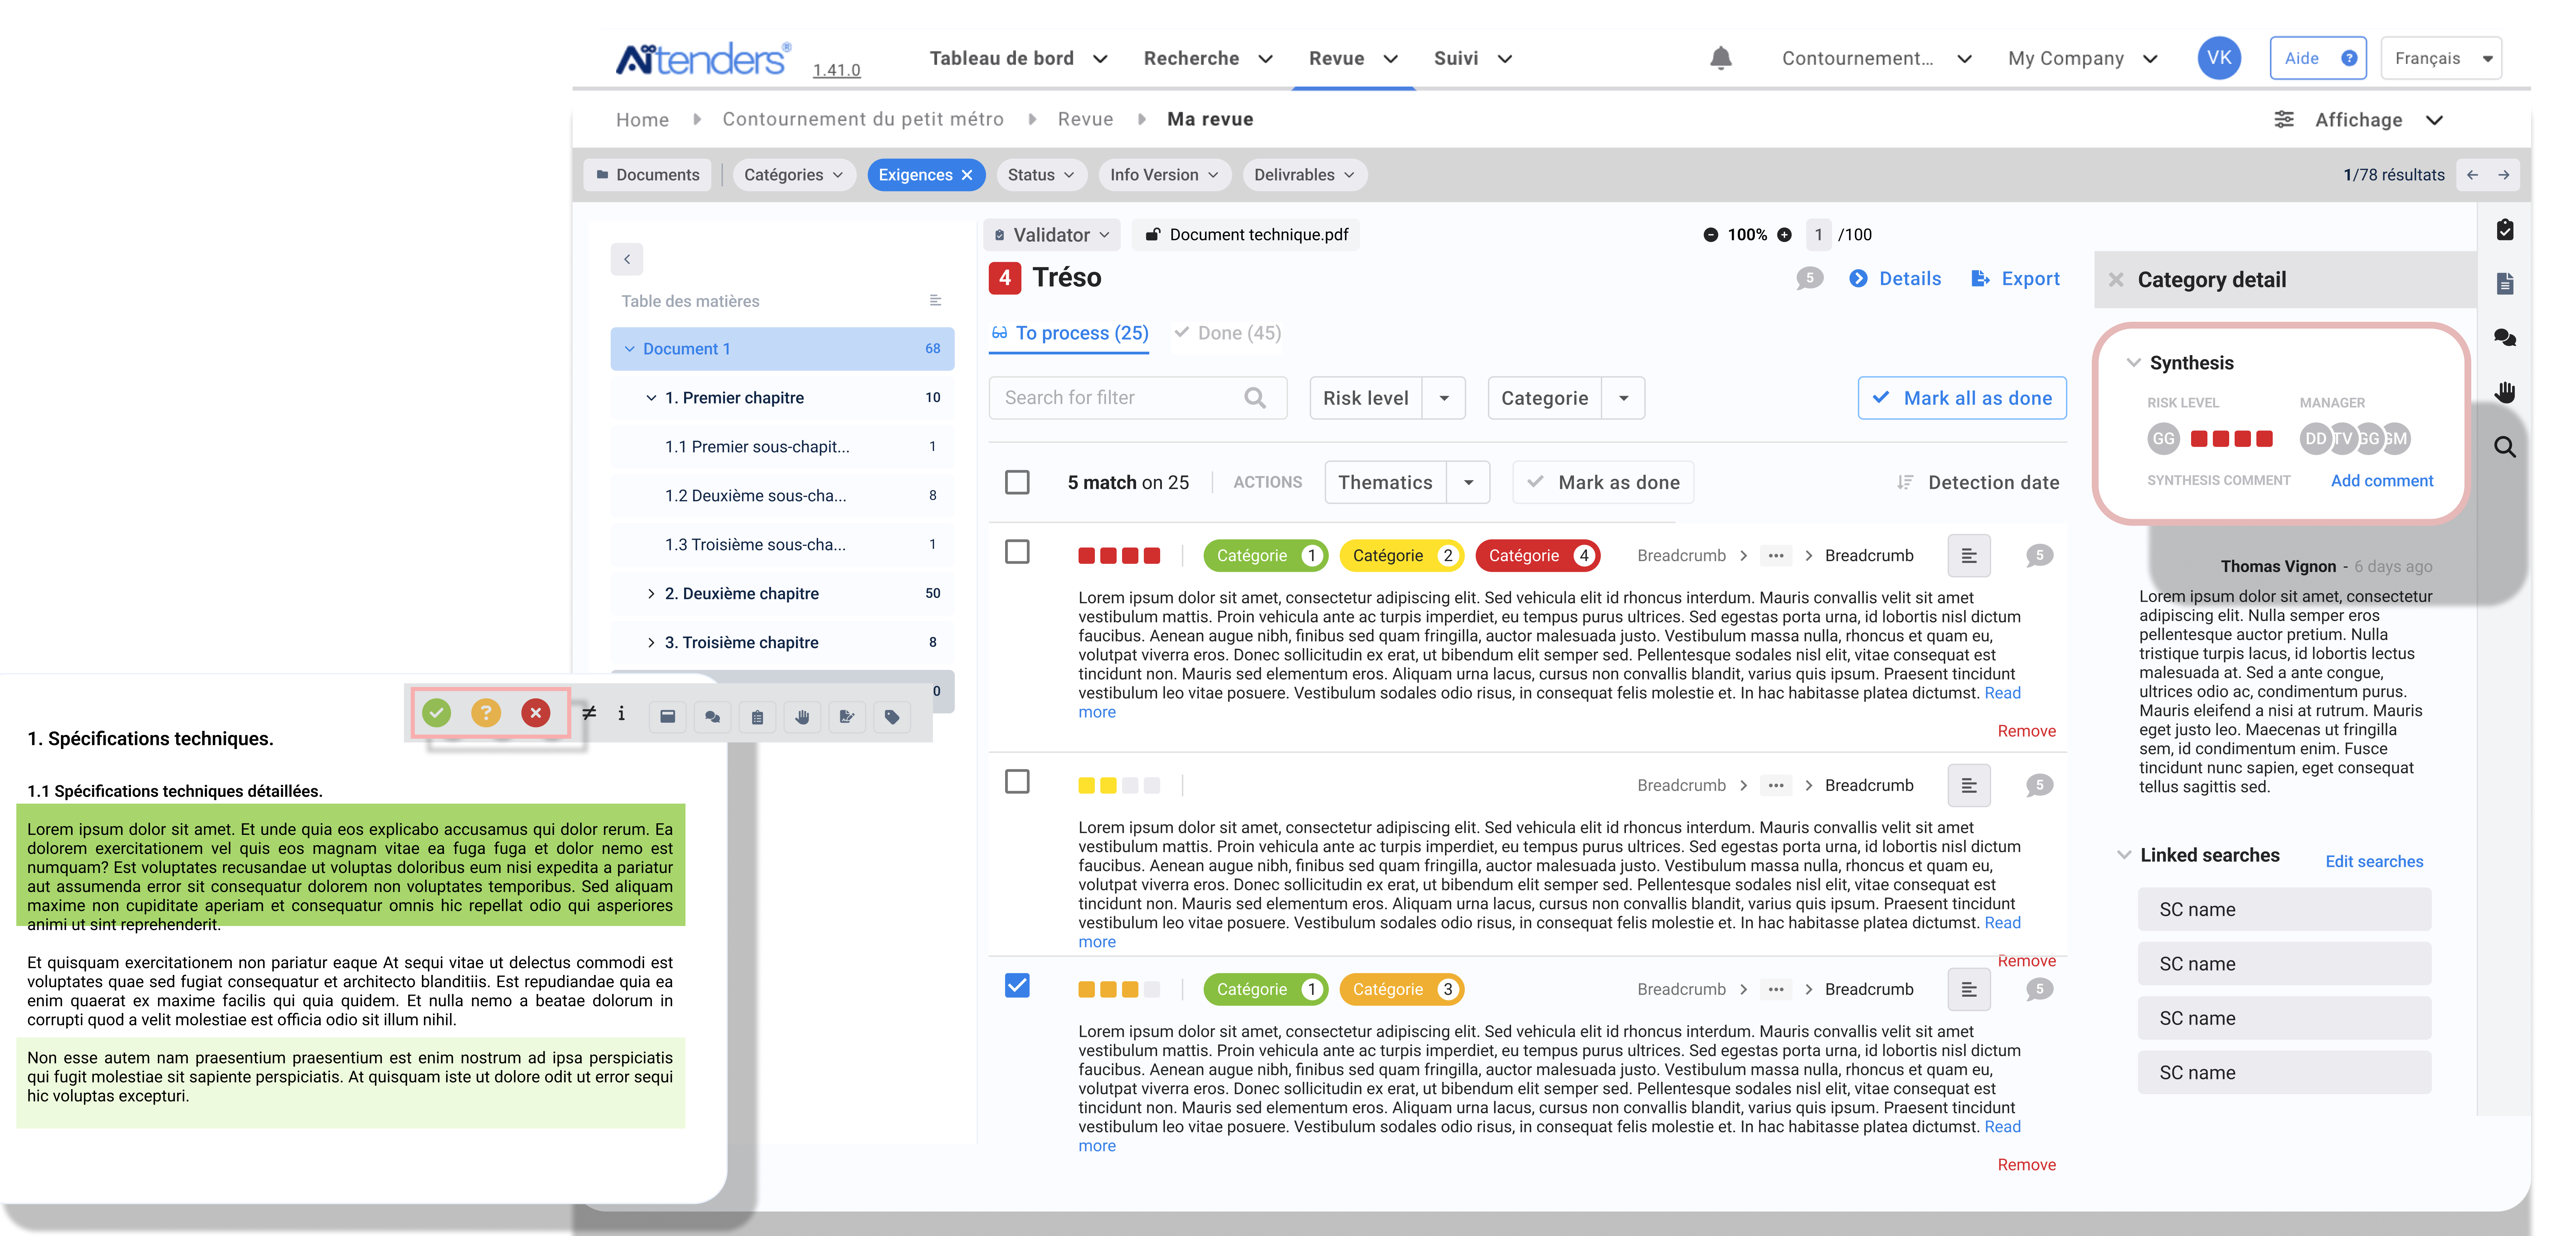 Aitenders®
1.41.0
Tableau de bord
Recherche
Revue
Suivi
Contournement...
My Company
VK
Aide ?
Français
Home
Contournement du petit métro
Revue
Ma revue
Affichage
Documents
Catégories
Exigences
Status
Info Version
Delivrables
1/78 résultats
Table des matières
Document 1 68
1. Premier chapitre 10
1.1 Premier sous-chapit... 1
1.2 Deuxième sous-cha... 8
1.3 Troisième sous-cha... 1
2. Deuxième chapitre 50
3. Troisième chapitre 8
0
Validator
Document technique.pdf
100%
1 /100
4 Tréso
5
Details
Export
To process (25)
Done (45)
Search for filter
Risk level
Categorie
Mark all as done
5 match on 25
ACTIONS
Thematics
Mark as done
Detection date
Catégorie 1
Catégorie 2
Catégorie 4
Breadcrumb > ••• > Breadcrumb
5
Lorem ipsum dolor sit amet, consectetur adipiscing elit. Sed vehicula elit id rhoncus interdum. Mauris convallis velit sit amet
vestibulum mattis. Proin vehicula ante ac turpis imperdiet, eu tempus purus ultrices. Sed egestas porta urna, id lobortis nisl dictum
faucibus. Aenean augue nibh, finibus sed quam fringilla, auctor malesuada justo. Vestibulum massa nulla, rhoncus et quam eu,
volutpat viverra eros. Donec sollicitudin ex erat, ut bibendum elit semper sed. Pellentesque sodales nisl elit, vitae consequat est
tincidunt non. Mauris sed elementum eros. Aliquam urna lacus, cursus non convallis blandit, varius quis ipsum. Praesent tincidunt
vestibulum leo vitae posuere. Vestibulum sodales odio risus, in consequat felis molestie et. In hac habitasse platea dictumst. Read
more
Remove
Breadcrumb > ••• > Breadcrumb
5
Lorem ipsum dolor sit amet, consectetur adipiscing elit. Sed vehicula elit id rhoncus interdum. Mauris convallis velit sit amet
vestibulum mattis. Proin vehicula ante ac turpis imperdiet, eu tempus purus ultrices. Sed egestas porta urna, id lobortis nisl dictum
faucibus. Aenean augue nibh, finibus sed quam fringilla, auctor malesuada justo. Vestibulum massa nulla, rhoncus et quam eu,
volutpat viverra eros. Donec sollicitudin ex erat, ut bibendum elit semper sed. Pellentesque sodales nisl elit, vitae consequat est
tincidunt non. Mauris sed elementum eros. Aliquam urna lacus, cursus non convallis blandit, varius quis ipsum. Praesent tincidunt
vestibulum leo vitae posuere. Vestibulum sodales odio risus, in consequat felis molestie et. In hac habitasse platea dictumst. Read
more
Remove
Catégorie 1
Catégorie 3
Breadcrumb > ••• > Breadcrumb
5
Lorem ipsum dolor sit amet, consectetur adipiscing elit. Sed vehicula elit id rhoncus interdum. Mauris convallis velit sit amet
vestibulum mattis. Proin vehicula ante ac turpis imperdiet, eu tempus purus ultrices. Sed egestas porta urna, id lobortis nisl dictum
faucibus. Aenean augue nibh, finibus sed quam fringilla, auctor malesuada justo. Vestibulum massa nulla, rhoncus et quam eu,
volutpat viverra eros. Donec sollicitudin ex erat, ut bibendum elit semper sed. Pellentesque sodales nisl elit, vitae consequat est
tincidunt non. Mauris sed elementum eros. Aliquam urna lacus, cursus non convallis blandit, varius quis ipsum. Praesent tincidunt
vestibulum leo vitae posuere. Vestibulum sodales odio risus, in consequat felis molestie et. In hac habitasse platea dictumst. Read
more
Remove
Category detail
Synthesis
RISK LEVEL
MANAGER
GG
DD TV GG GM
SYNTHESIS COMMENT
Add comment
Thomas Vignon - 6 days ago
Lorem ipsum dolor sit amet, consectetur
adipiscing elit. Nulla semper eros
pellentesque auctor pretium. Nulla
tristique turpis lacus, id lobortis lectus
malesuada at. Sed a ante congue,
ultrices odio ac, condimentum purus.
Mauris eleifend a nisi at rutrum. Mauris
eget justo leo. Maecenas ut fringilla
sem, id condimentum enim. Fusce
tincidunt nunc sapien, eget consequat
tellus sagittis sed.
Linked searches
Edit searches
SC name
SC name
SC name
SC name
? ≠ i
1. Spécifications techniques.
1.1 Spécifications techniques détaillées.
Lorem ipsum dolor sit amet. Et unde quia eos explicabo accusamus qui dolor rerum. Ea
dolorem exercitationem vel quis eos magnam vitae ea fuga fuga et dolor nemo est
numquam? Est voluptates recusandae ut voluptas doloribus eum nisi expedita a pariatur
aut assumenda error sit consequatur dolorem non voluptates temporibus. Sed aliquam
maxime non cupiditate aperiam et consequatur omnis hic repellat odio qui asperiores
animi ut sint reprehenderit.
Et quisquam exercitationem non pariatur eaque At sequi vitae ut delectus commodi est
voluptates quae sed fugiat consequatur et architecto blanditiis. Est repudiandae quia ea
enim quaerat ex maxime facilis qui quia quidem. Et nulla nemo a beatae dolorum in
corrupti quod a velit molestiae est officia odio sit illum nihil.
Non esse autem nam praesentium praesentium est enim nostrum ad ipsa perspiciatis
qui fugit molestiae sit sapiente perspiciatis. At quisquam iste ut dolore odit ut error sequi
hic voluptas excepturi.